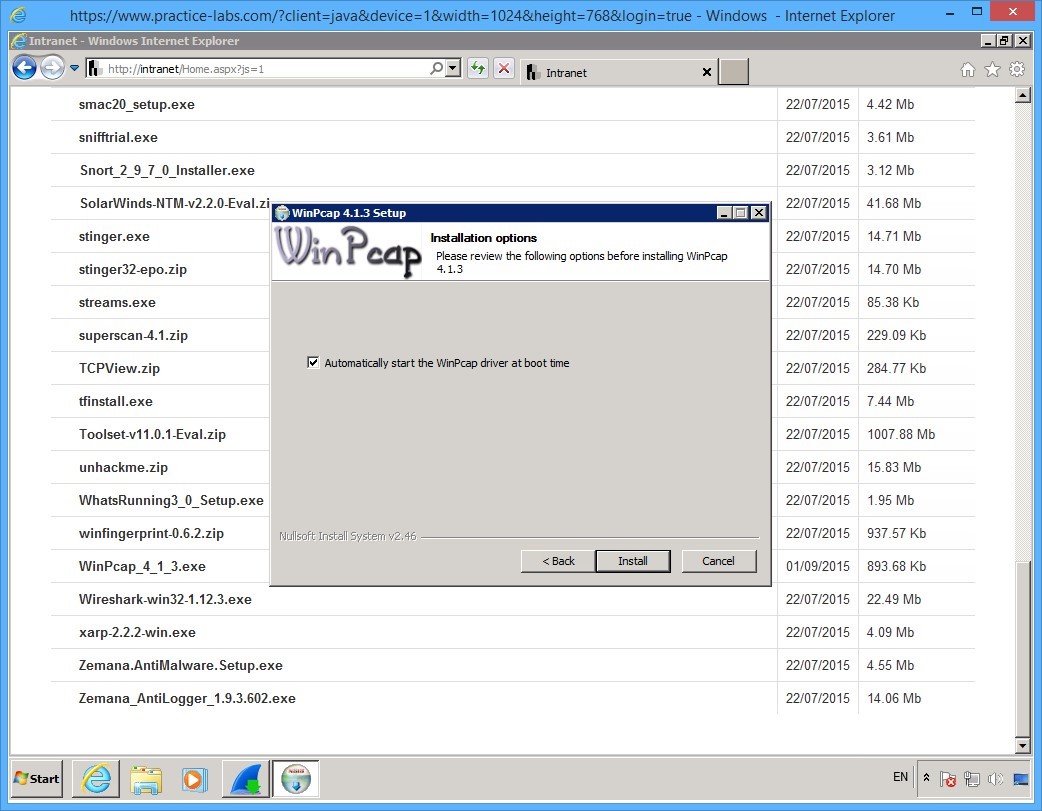 https://www.practice-labs.com/?client=java&device=1&width=1024&height=768&login=true - Windows - Internet Explorer
Intranet - Windows Internet Explorer
http://intranet/Home.aspx?js=1
Intranet
smac20_setup.exe 22/07/2015 4.42 Mb
snifftrial.exe 22/07/2015 3.61 Mb
Snort_2_9_7_0_Installer.exe 22/07/2015 3.12 Mb
SolarWinds-NTM-v2.2.0-Eval.zi 22/07/2015 41.68 Mb
stinger.exe 22/07/2015 14.71 Mb
stinger32-epo.zip 22/07/2015 14.70 Mb
streams.exe 22/07/2015 85.38 Kb
superscan-4.1.zip 22/07/2015 229.09 Kb
TCPView.zip 22/07/2015 284.77 Kb
tfinstall.exe 22/07/2015 7.44 Mb
Toolset-v11.0.1-Eval.zip 22/07/2015 1007.88 Mb
unhackme.zip 22/07/2015 15.83 Mb
WhatsRunning3_0_Setup.exe 22/07/2015 1.95 Mb
winfingerprint-0.6.2.zip 22/07/2015 937.57 Kb
WinPcap_4_1_3.exe 01/09/2015 893.68 Kb
Wireshark-win32-1.12.3.exe 22/07/2015 22.49 Mb
xarp-2.2.2-win.exe 22/07/2015 4.09 Mb
Zemana.AntiMalware.Setup.exe 22/07/2015 4.55 Mb
Zemana_AntiLogger_1.9.3.602.exe 22/07/2015 14.06 Mb
WinPcap 4.1.3 Setup
WinPcap
Installation options
Please review the following options before installing WinPcap
4.1.3
Automatically start the WinPcap driver at boot time
Nullsoft Install System v2.46
< Back Install Cancel
Start EN